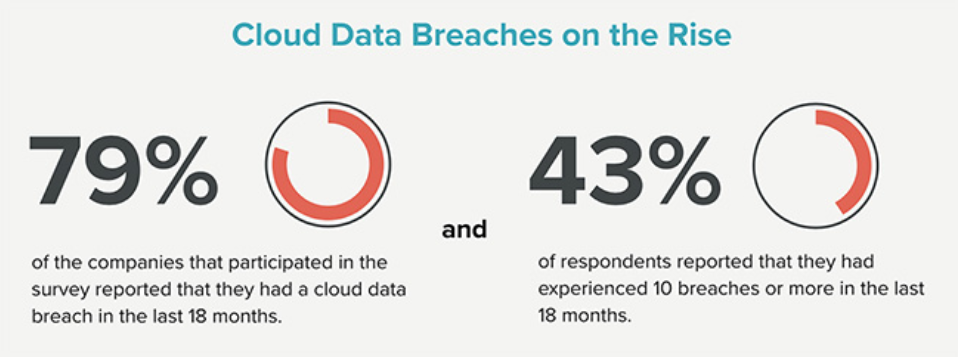 Cloud Data Breaches on the Rise
79%
43%
and
of the companies that participated in the
survey reported that they had a cloud data
breach in the last 18 months.
of respondents reported that they had
experienced 10 breaches or more in the last
18 months.